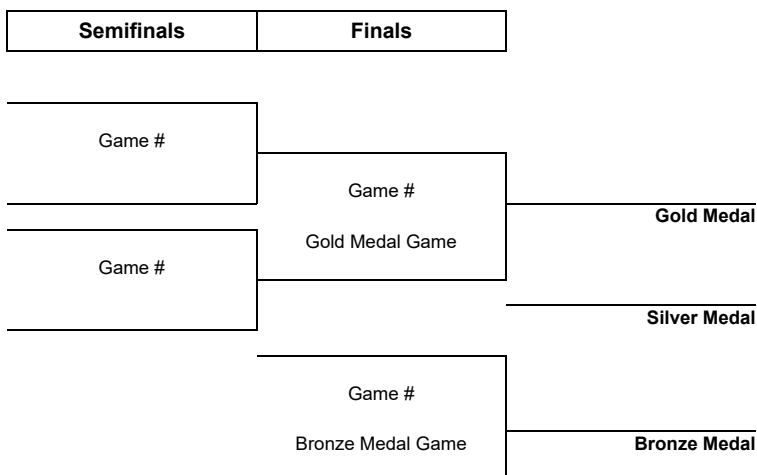 Semifinals Finals
Game #
Game #
Gold Medal
Gold Medal Game
Game #
Silver Medal
Game #
Bronze Medal Game Bronze Medal